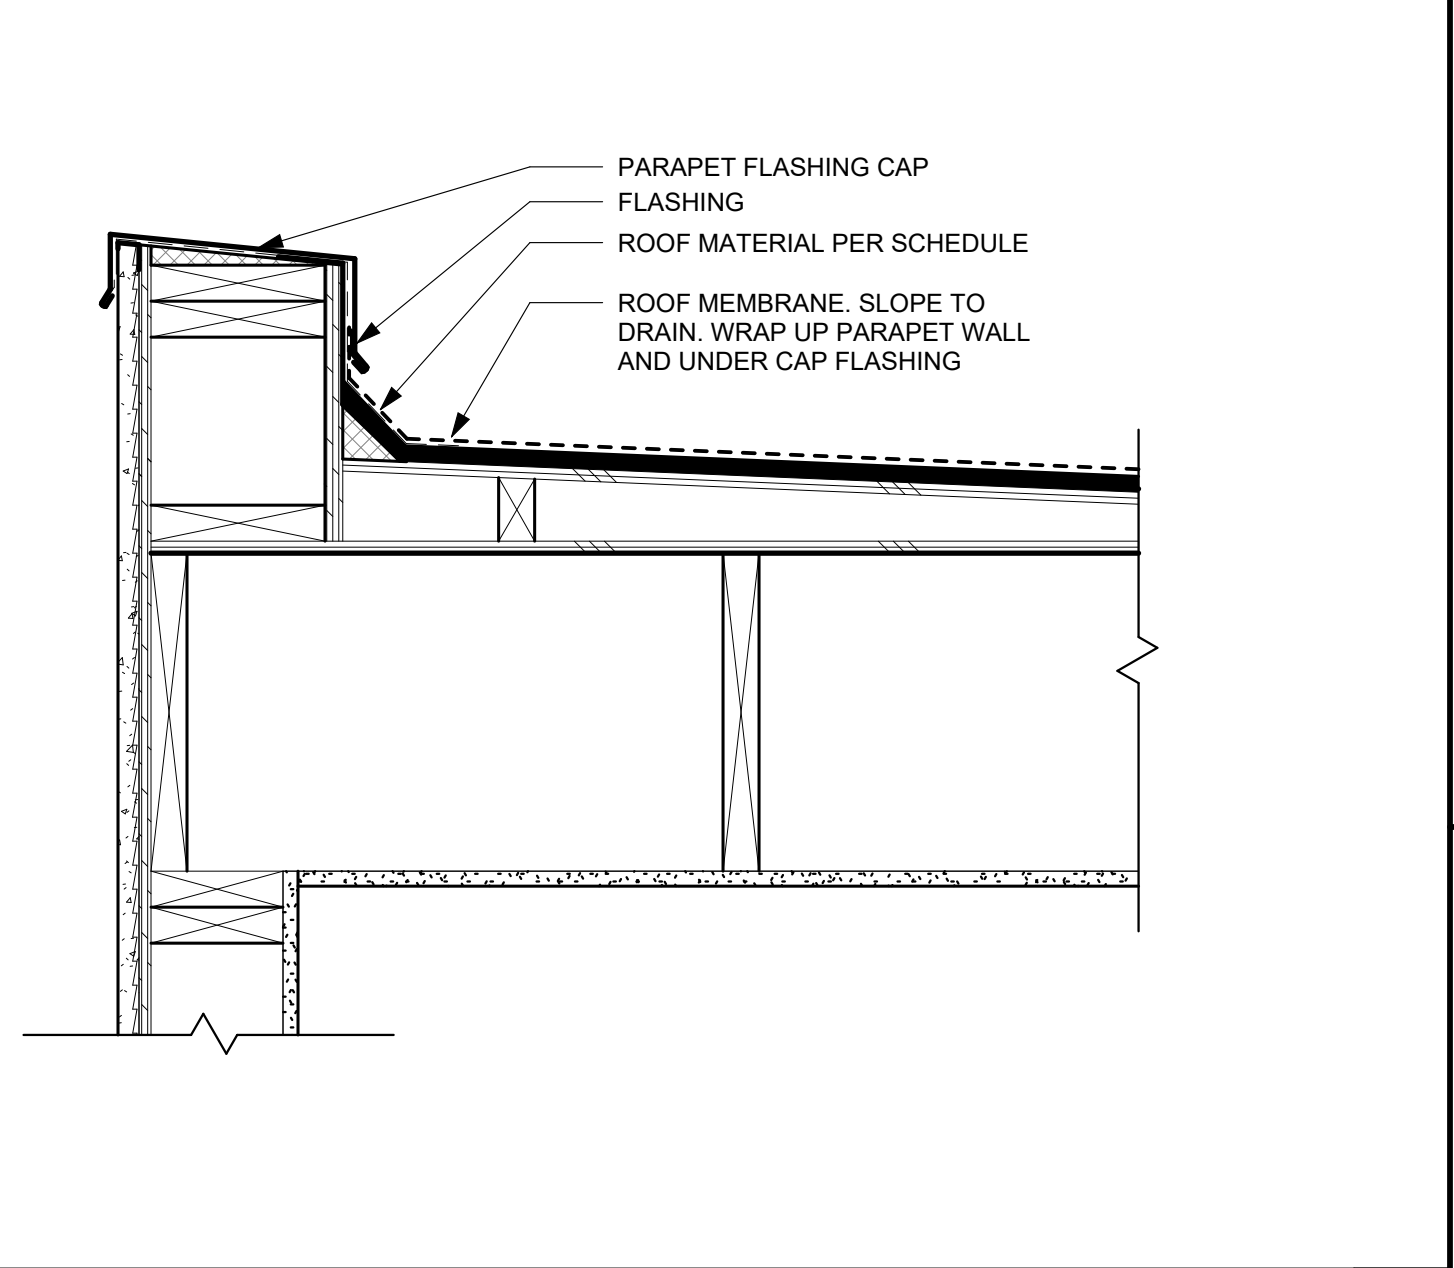 PARAPET FLASHING CAP
FLASHING
ROOF MATERIAL PER SCHEDULE
ROOF MEMBRANE. SLOPE TO
DRAIN. WRAP UP PARAPET WALL
AND UNDER CAP FLASHING